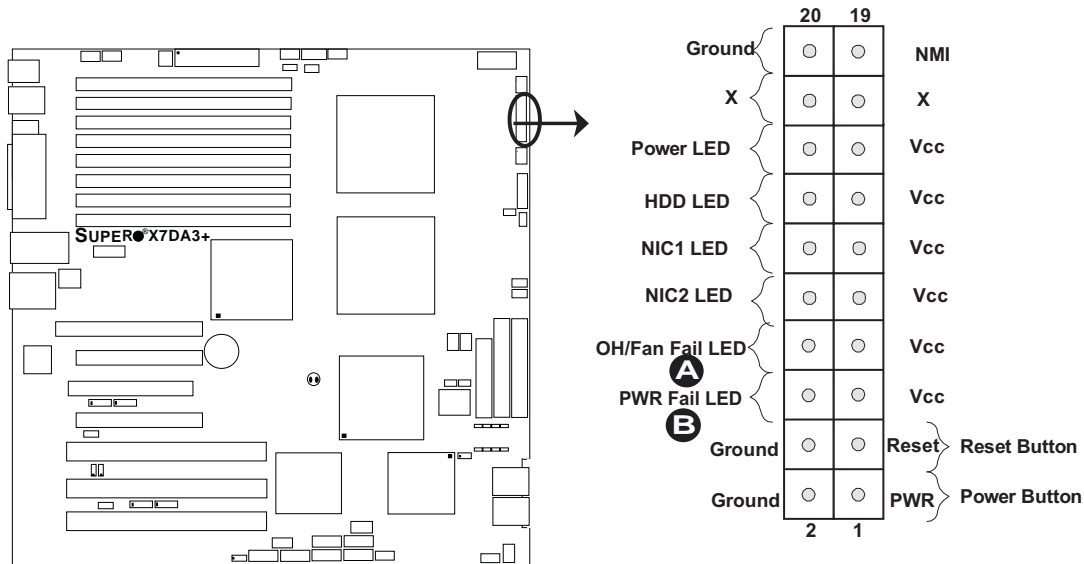 20 19
Ground NMI
X X
Power LED Vcc
HDD LED Vcc
SUPER®X7DA3+
NIC1 LED Vcc
NIC2 LED Vcc
OH/Fan Fail LED Vcc
A
PWR Fail LED Vcc
B
Ground Reset Reset Button
Ground PWR Power Button
2 1